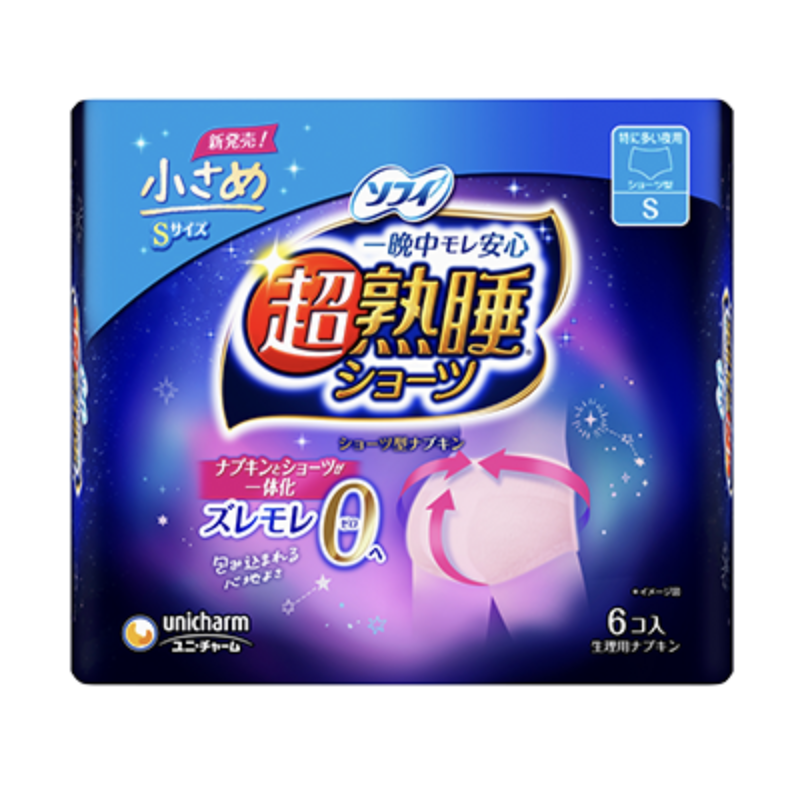 新発売!
小さめ
Sサイズ
ソフィ
特に多い夜用
ショーツ型
S
一晩中モレ安心
超熟睡®
ショーツ
ショーツ型ナプキン
ナプキンとショーツが
一体化
ズレモレ0へ
ゼロ
包み込まれる
心地よさ
unicharm
ユニ・チャーム
*イメージ図
6コ入
生理用ナプキン